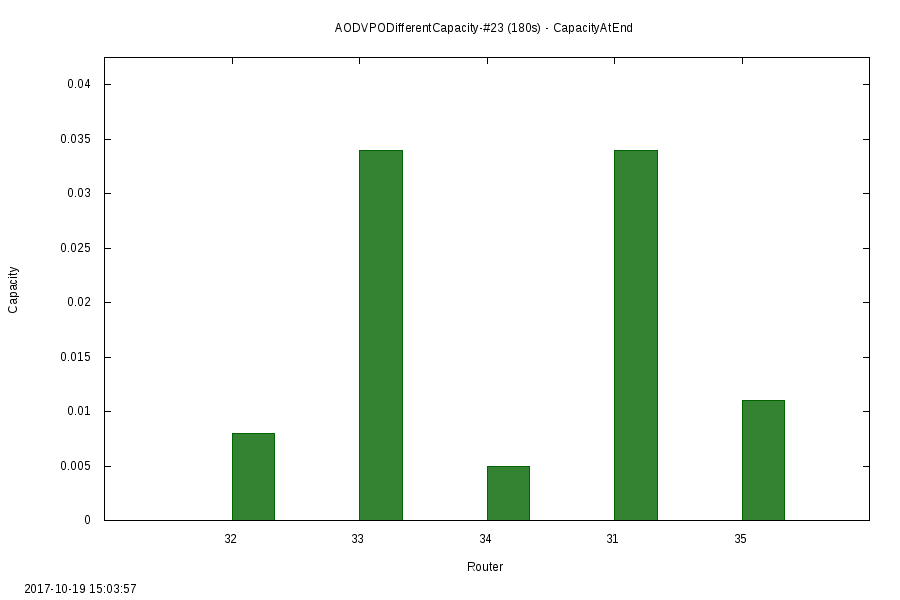 AODVPODifferentCapacity-#23 (180s) - CapacityAtEnd
0.04
0.035
0.03
0.025
0.02
0.015
0.01
0.005
0
Capacity
32 33 34 31 35
Router
2017-10-19 15:03:57